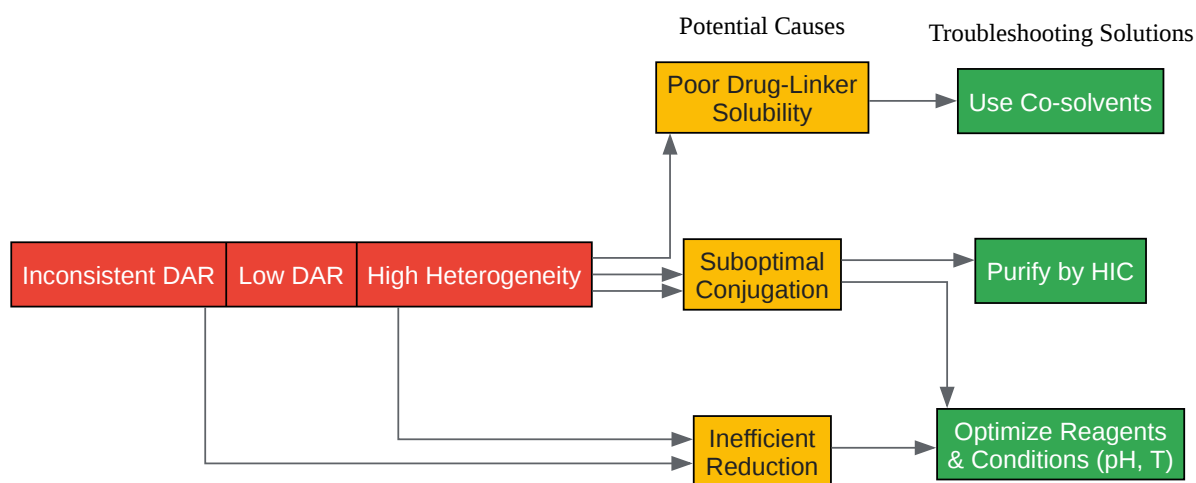 Potential Causes
Troubleshooting Solutions
Poor Drug-Linker
Solubility
Use Co-solvents
Inconsistent DAR
Low DAR
High Heterogeneity
Suboptimal
Conjugation
Purify by HIC
Inefficient
Reduction
Optimize Reagents
& Conditions (pH, T)